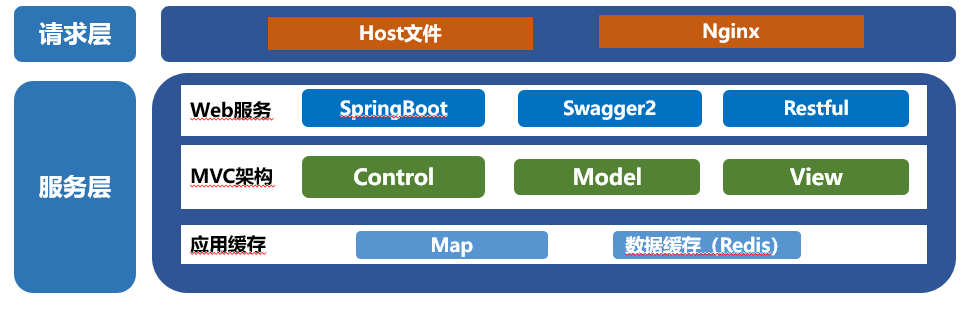 请求层
Host文件
Nginx
服务层
Web服务
SpringBoot
Swagger2
Restful
MVC架构
Control
Model
View
应用缓存
Map
数据缓存（Redis）